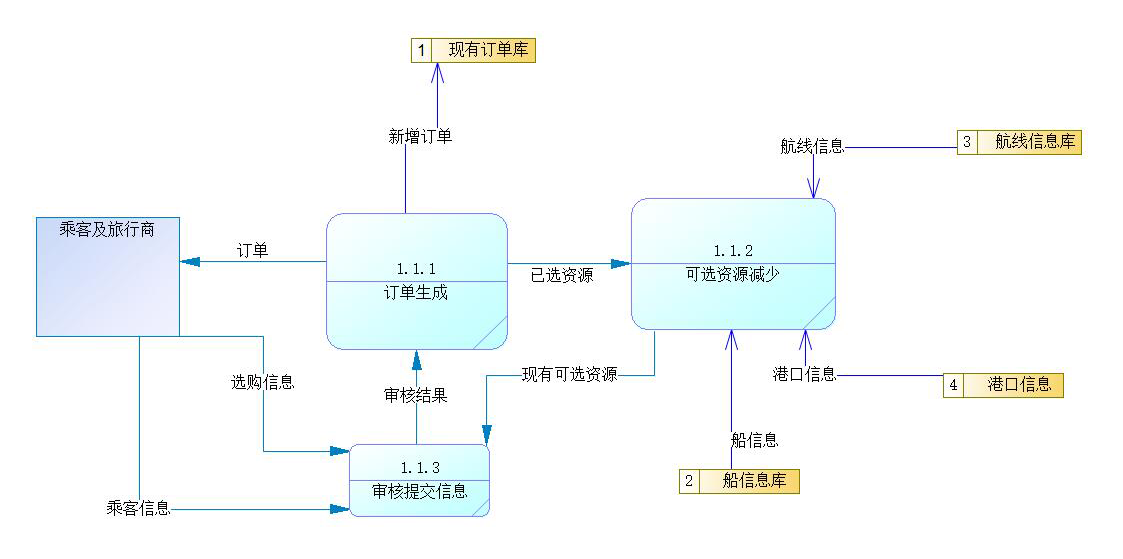 1 现有订单库
新增订单
航线信息
3 航线信息库
乘客及旅行商
订单
1.1.1
订单生成
已选资源
1.1.2
可选资源减少
选购信息
审核结果
现有可选资源
港口信息
4 港口信息
船信息
2 船信息库
1.1.3
审核提交信息
乘客信息